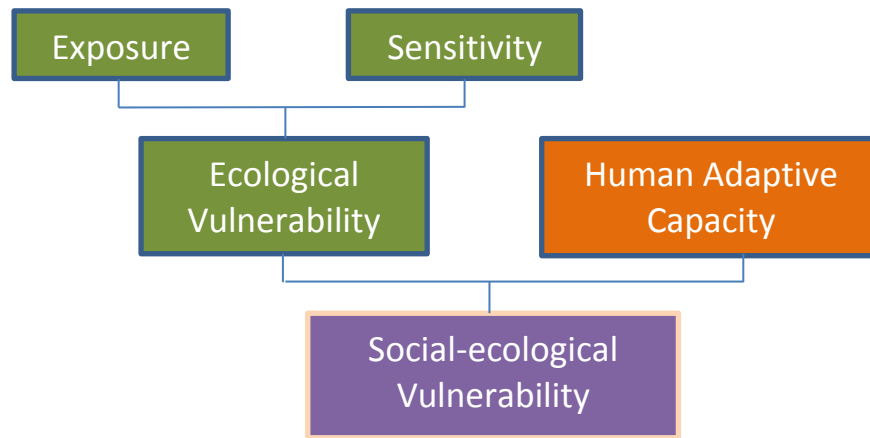 Exposure
Sensitivity
Ecological
Vulnerability
Human Adaptive
Capacity
Social-ecological
Vulnerability